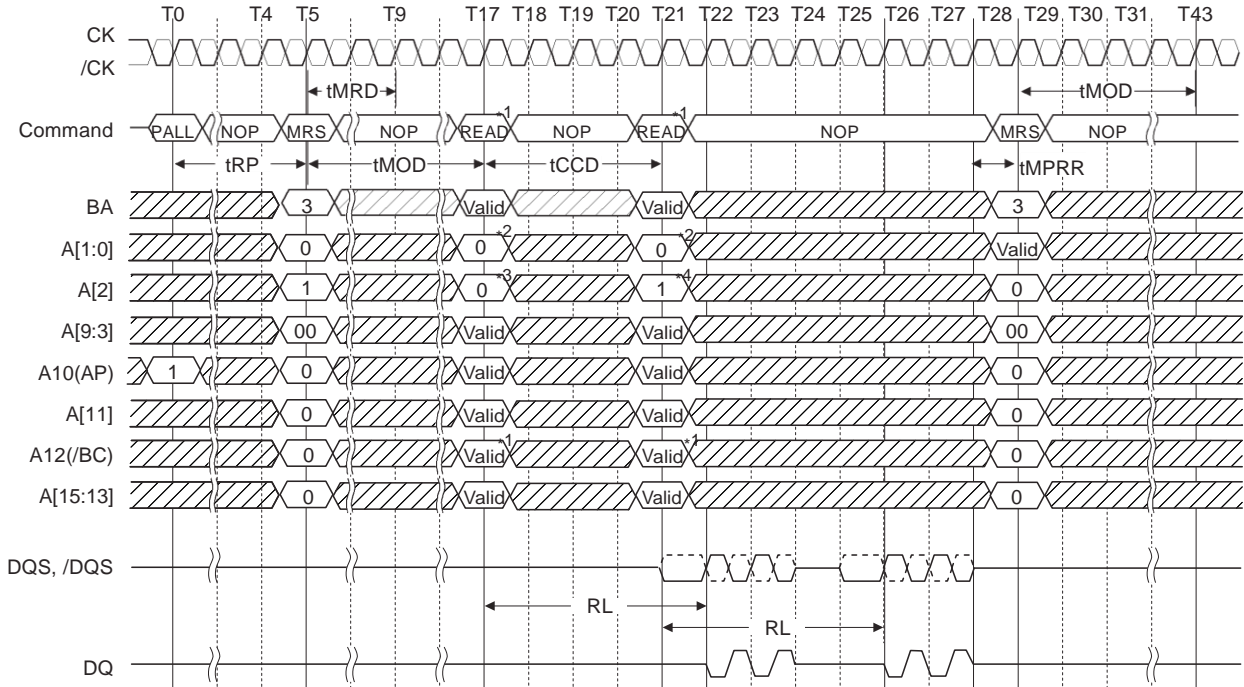 T0 T4 T5 T9 T17 T18 T19 T20 T21 T22 T23 T24 T25 T26 T27 T28 T29 T30 T31 T43
CK
/CK
tMRD tMOD
Command PALL NOP MRS NOP READ*1 NOP READ*1 NOP MRS NOP
tRP tMOD tCCD tMPRR
BA 3 Valid Valid 3
A[1:0] 0 0*2 0*2 Valid
A[2] 1 0*3 1*4 0
A[9:3] 00 Valid Valid 00
A10(AP) 1 0 Valid Valid 0
A[11] 0 Valid Valid 0
A12(/BC) 0 Valid*1 Valid*1 0
A[15:13] 0 Valid Valid 0
DQS, /DQS
RL
RL
DQ